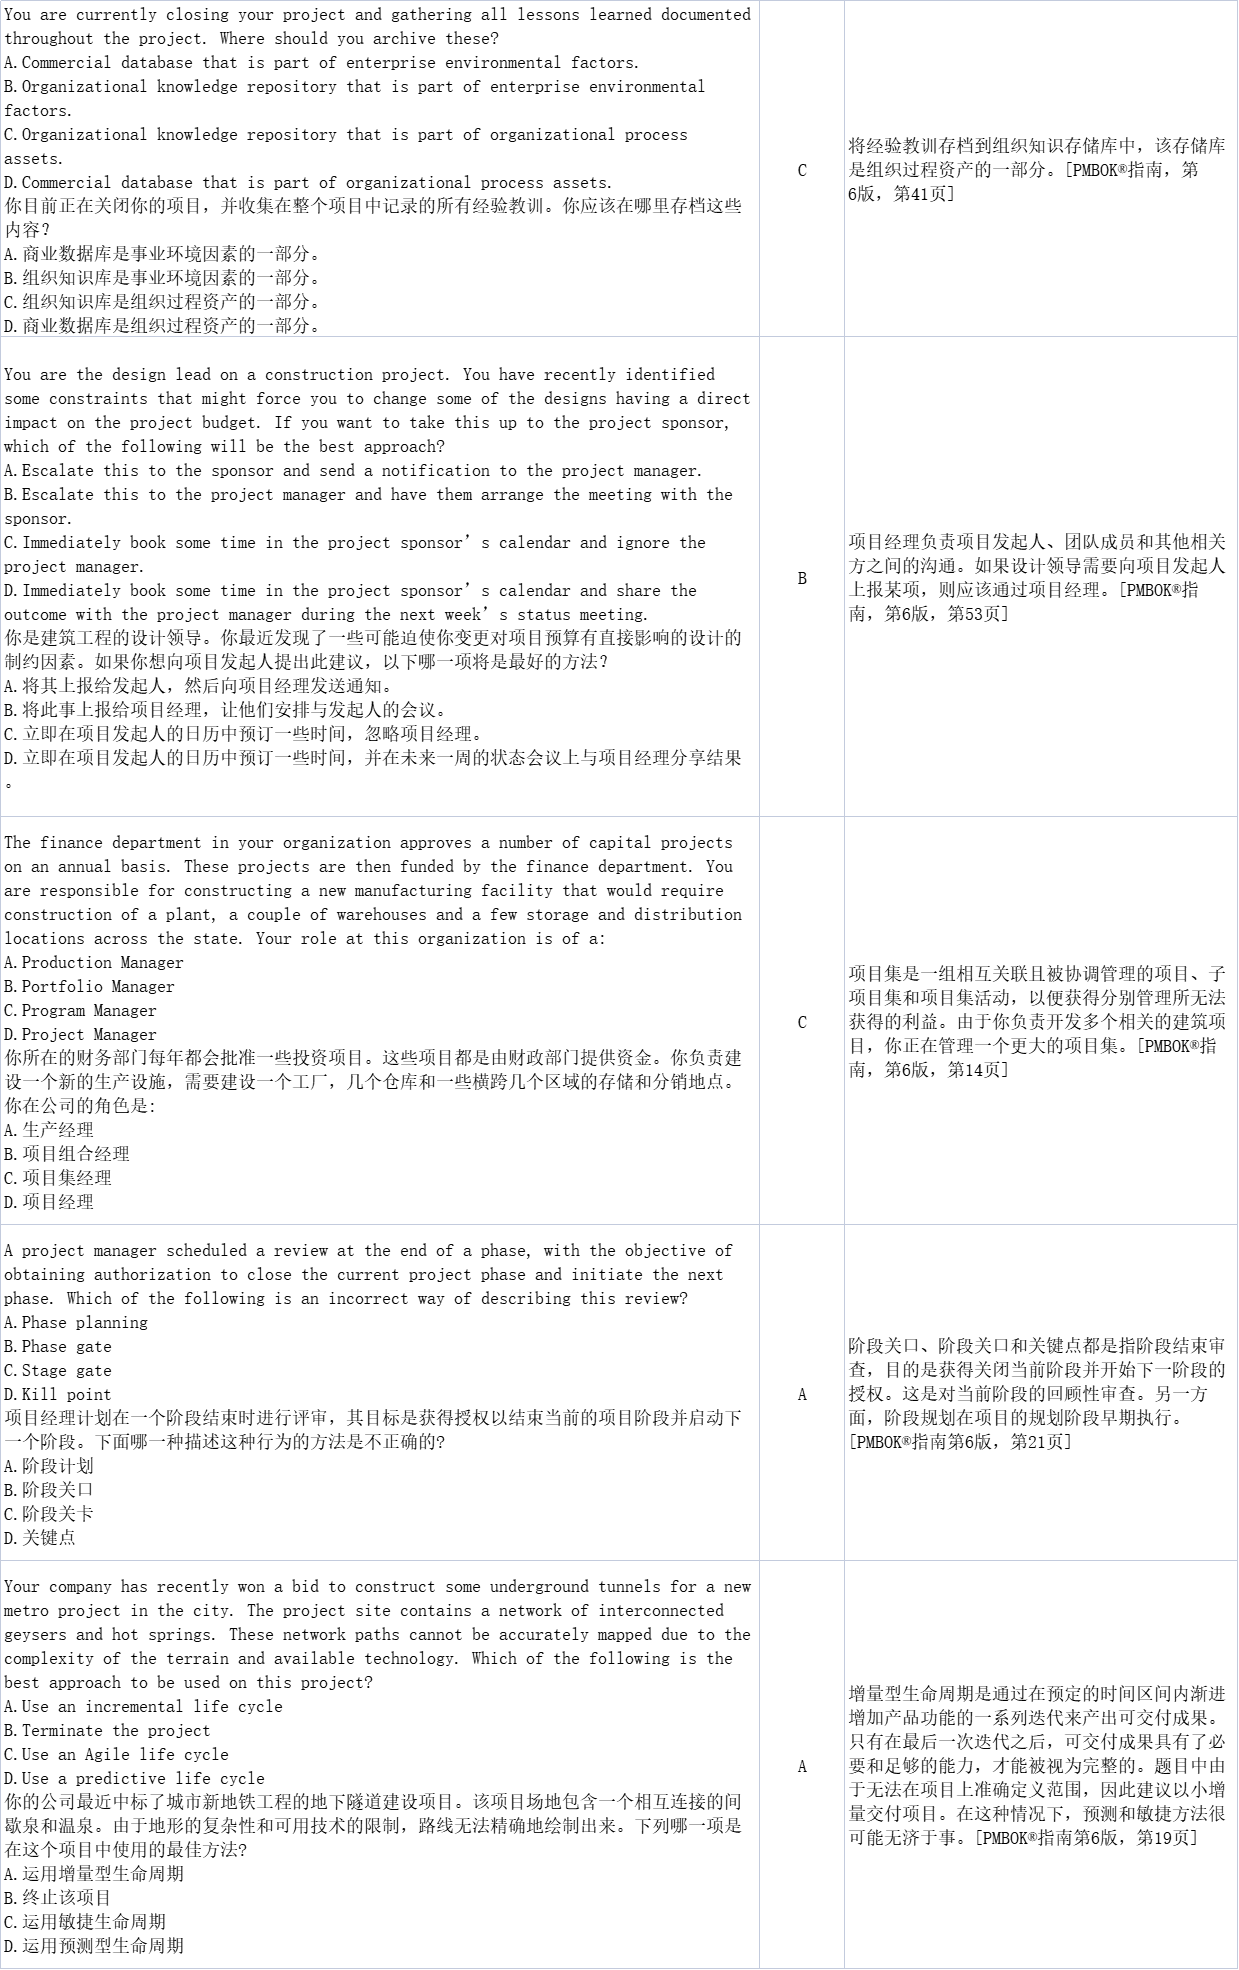 You are currently closing your project and gathering all lessons learned documented
throughout the project. Where should you archive these?
A.Commercial database that is part of enterprise environmental factors.
B.Organizational knowledge repository that is part of enterprise environmental
factors.
C.Organizational knowledge repository that is part of organizational process
assets.
D.Commercial database that is part of organizational process assets.
你目前正在关闭你的项目，并收集在整个项目中记录的所有经验教训。你应该在哪里存档这些
内容？
A.商业数据库是事业环境因素的一部分。
B.组织知识库是事业环境因素的一部分。
C.组织知识库是组织过程资产的一部分。
D.商业数据库是组织过程资产的一部分。
C
将经验教训存档到组织知识存储库中，该存储库
是组织过程资产的一部分。[PMBOK®指南，第
6版，第41页]
You are the design lead on a construction project. You have recently identified
some constraints that might force you to change some of the designs having a direct
impact on the project budget. If you want to take this up to the project sponsor,
which of the following will be the best approach?
A.Escalate this to the sponsor and send a notification to the project manager.
B.Escalate this to the project manager and have them arrange the meeting with the
sponsor.
C.Immediately book some time in the project sponsor’s calendar and ignore the
project manager.
D.Immediately book some time in the project sponsor’s calendar and share the
outcome with the project manager during the next week’s status meeting.
你是建筑工程的设计领导。你最近发现了一些可能迫使你变更对项目预算有直接影响的设计的
制约因素。如果你想向项目发起人提出此建议，以下哪一项将是最好的方法？
A.将其上报给发起人，然后向项目经理发送通知。
B.将此事上报给项目经理，让他们安排与发起人的会议。
C.立即在项目发起人的日历中预订一些时间，忽略项目经理。
D.立即在项目发起人的日历中预订一些时间，并在未来一周的状态会议上与项目经理分享结果
。
B
项目经理负责项目发起人、团队成员和其他相关
方之间的沟通。如果设计领导需要向项目发起人
上报某项，则应该通过项目经理。[PMBOK®指
南，第6版，第53页]
The finance department in your organization approves a number of capital projects
on an annual basis. These projects are then funded by the finance department. You
are responsible for constructing a new manufacturing facility that would require
construction of a plant, a couple of warehouses and a few storage and distribution
locations across the state. Your role at this organization is of a:
A.Production Manager
B.Portfolio Manager
C.Program Manager
D.Project Manager
你所在的财务部门每年都会批准一些投资项目。这些项目都是由财政部门提供资金。你负责建
设一个新的生产设施，需要建设一个工厂，几个仓库和一些横跨几个区域的存储和分销地点。
你在公司的角色是:
A.生产经理
B.项目组合经理
C.项目集经理
D.项目经理
C
项目集是一组相互关联且被协调管理的项目、子
项目集和项目集活动，以便获得分别管理所无法
获得的利益。由于你负责开发多个相关的建筑项
目，你正在管理一个更大的项目集。[PMBOK®指
南，第6版，第14页]
A project manager scheduled a review at the end of a phase, with the objective of
obtaining authorization to close the current project phase and initiate the next
phase. Which of the following is an incorrect way of describing this review?
A.Phase planning
B.Phase gate
C.Stage gate
D.Kill point
项目经理计划在一个阶段结束时进行评审，其目标是获得授权以结束当前的项目阶段并启动下
一个阶段。下面哪一种描述这种行为的方法是不正确的?
A.阶段计划
B.阶段关口
C.阶段关卡
D.关键点
A
阶段关口、阶段关口和关键点都是指阶段结束审
查，目的是获得关闭当前阶段并开始下一阶段的
授权。这是对当前阶段的回顾性审查。另一方
面，阶段规划在项目的规划阶段早期执行。
[PMBOK®指南第6版，第21页]
Your company has recently won a bid to construct some underground tunnels for a new
metro project in the city. The project site contains a network of interconnected
geysers and hot springs. These network paths cannot be accurately mapped due to the
complexity of the terrain and available technology. Which of the following is the
best approach to be used on this project?
A.Use an incremental life cycle
B.Terminate the project
C.Use an Agile life cycle
D.Use a predictive life cycle
你的公司最近中标了城市新地铁工程的地下隧道建设项目。该项目场地包含一个相互连接的间
歇泉和温泉。由于地形的复杂性和可用技术的限制，路线无法精确地绘制出来。下列哪一项是
在这个项目中使用的最佳方法?
A.运用增量型生命周期
B.终止该项目
C.运用敏捷生命周期
D.运用预测型生命周期
A
增量型生命周期是通过在预定的时间区间内渐进
增加产品功能的一系列迭代来产出可交付成果。
只有在最后一次迭代之后，可交付成果具有了必
要和足够的能力，才能被视为完整的。题目中由
于无法在项目上准确定义范围，因此建议以小增
量交付项目。在这种情况下，预测和敏捷方法很
可能无济于事。[PMBOK®指南第6版，第19页]